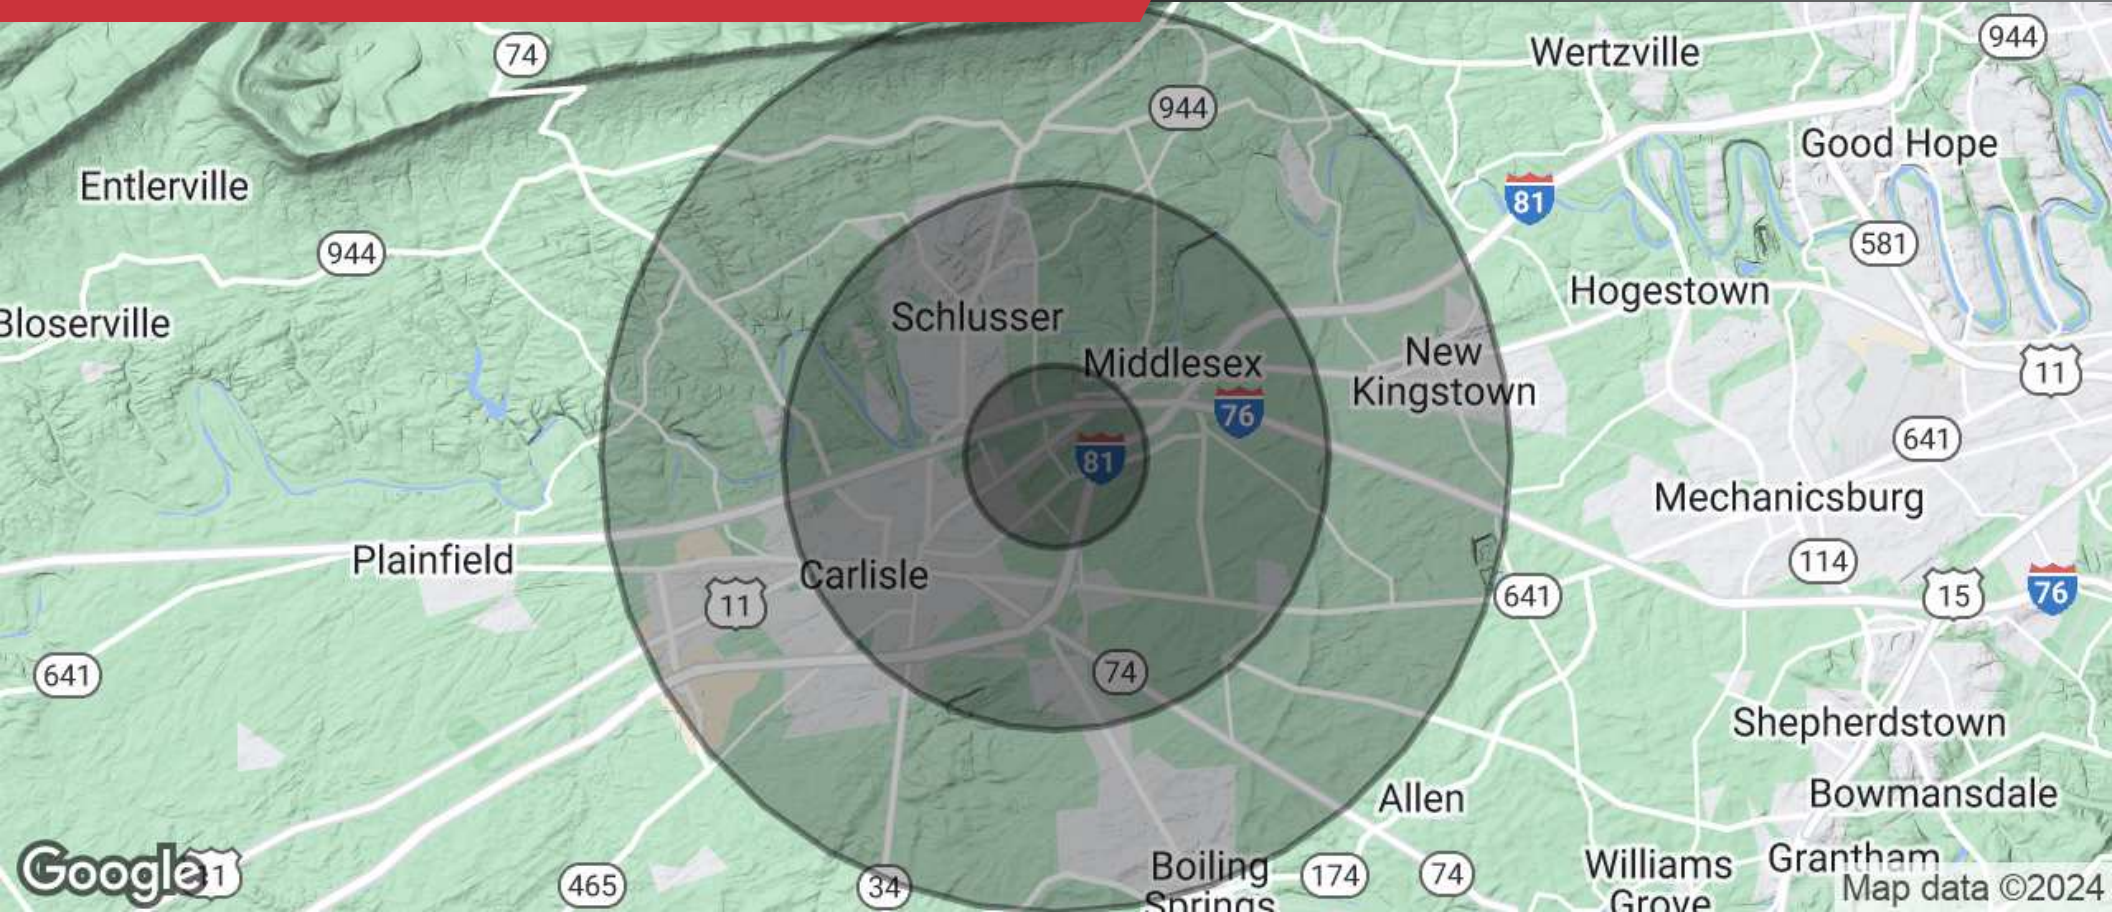 74
944
Wertzville
944
Good Hope
Entlerville
81
581
944
Hogestown
Bloserville
Schlusser
Middlesex
New
Kingstown
11
76
641
81
Mechanicsburg
Plainfield
Carlisle
11
114
641
15
76
641
74
Shepherdstown
Allen
Bowmansdale
Google
11
465
34
Boiling
Springs
174
74
Williams
Grove
Grantham
Map data ©2024